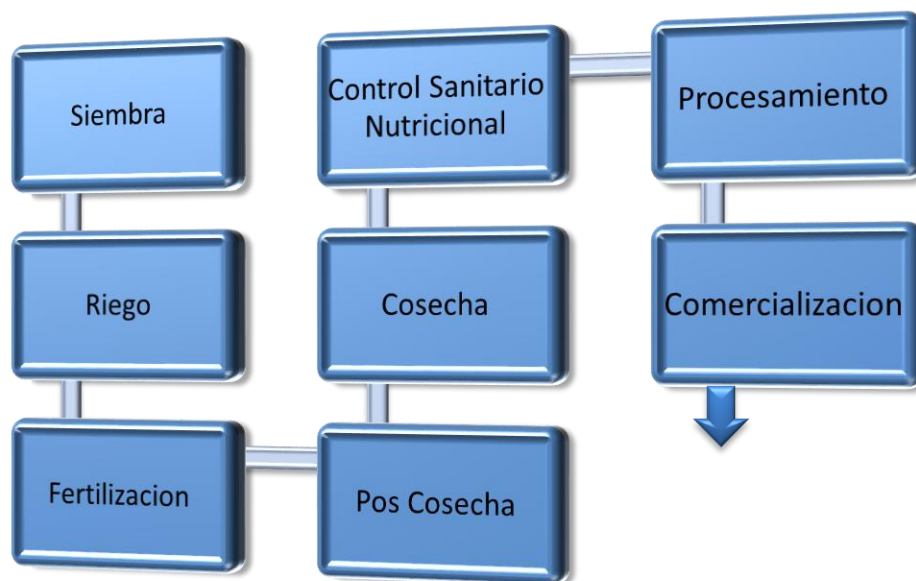 Siembra
Riego
Fertilizacion
Pos Cosecha
Cosecha
Control Sanitario
Nutricional
Procesamiento
Comercializacion